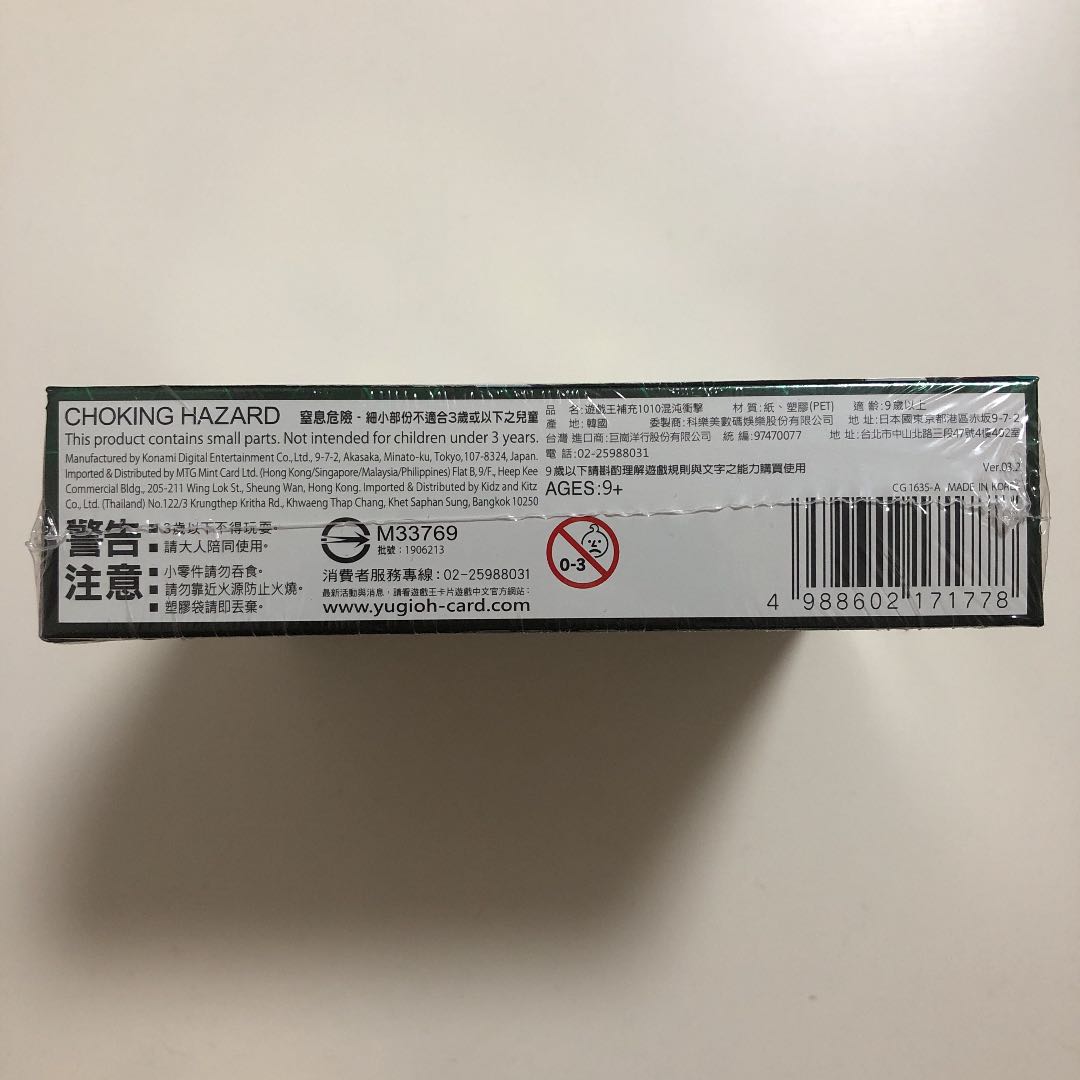 CHOKING HAZARD 窒息危險 - 細小部份不適合3歲或以下之兒童
This product contains small parts. Not intended for children under 3 years.
Manufactured by Konami Digital Entertainment Co.,Ltd., 9-7-2, Akasaka, Minato-ku, Tokyo,107-8324, Japan.
Imported & Distributed by MTG Mint Card Ltd. (Hong Kong/Singapore/Malaysia/Philippines) Flat B, 9/F., Heep Kee
Commercial Bldg., 205-211 Wing Lok St., Sheung Wan, Hong Kong. Imported & Distributed by Kidz and Kitz
Co., Ltd. (Thailand) No.122/3 Krungthep Kritha Rd., Khwaeng Thap Chang, Khet Saphan Sung, Bangkok 10250
品 名:遊戲王補充1010混沌衝擊 材 質:紙、塑膠(PET) 適 齡:9歲以上
產 地:韓國 委製商:科樂美數碼娛樂股份有限公司 地 址:日本國東京都港區赤坂9-7-2
台灣 進口商:巨崗洋行股份有限公司 統 編:97470077 地 址:台北市中山北路三段47號4樓402室
電 話:02-25988031
9歲以下請斟酌理解遊戲規則與文字之能力購買使用 Ver.03.2
AGES:9+ CG1635-A MADE IN KOREA
警告
■ 3歲以下不得玩耍。
■ 請大人陪同使用。
注意
■ 小零件請勿吞食。
■ 請勿靠近火源防止火燒。
■ 塑膠袋請即丟棄。
M33769
批號:1906213
消費者服務專線:02-25988031
最新活動與消息,請看遊戲王卡片遊戲中文官方網站:
www.yugioh-card.com
0-3
4 988602 171778